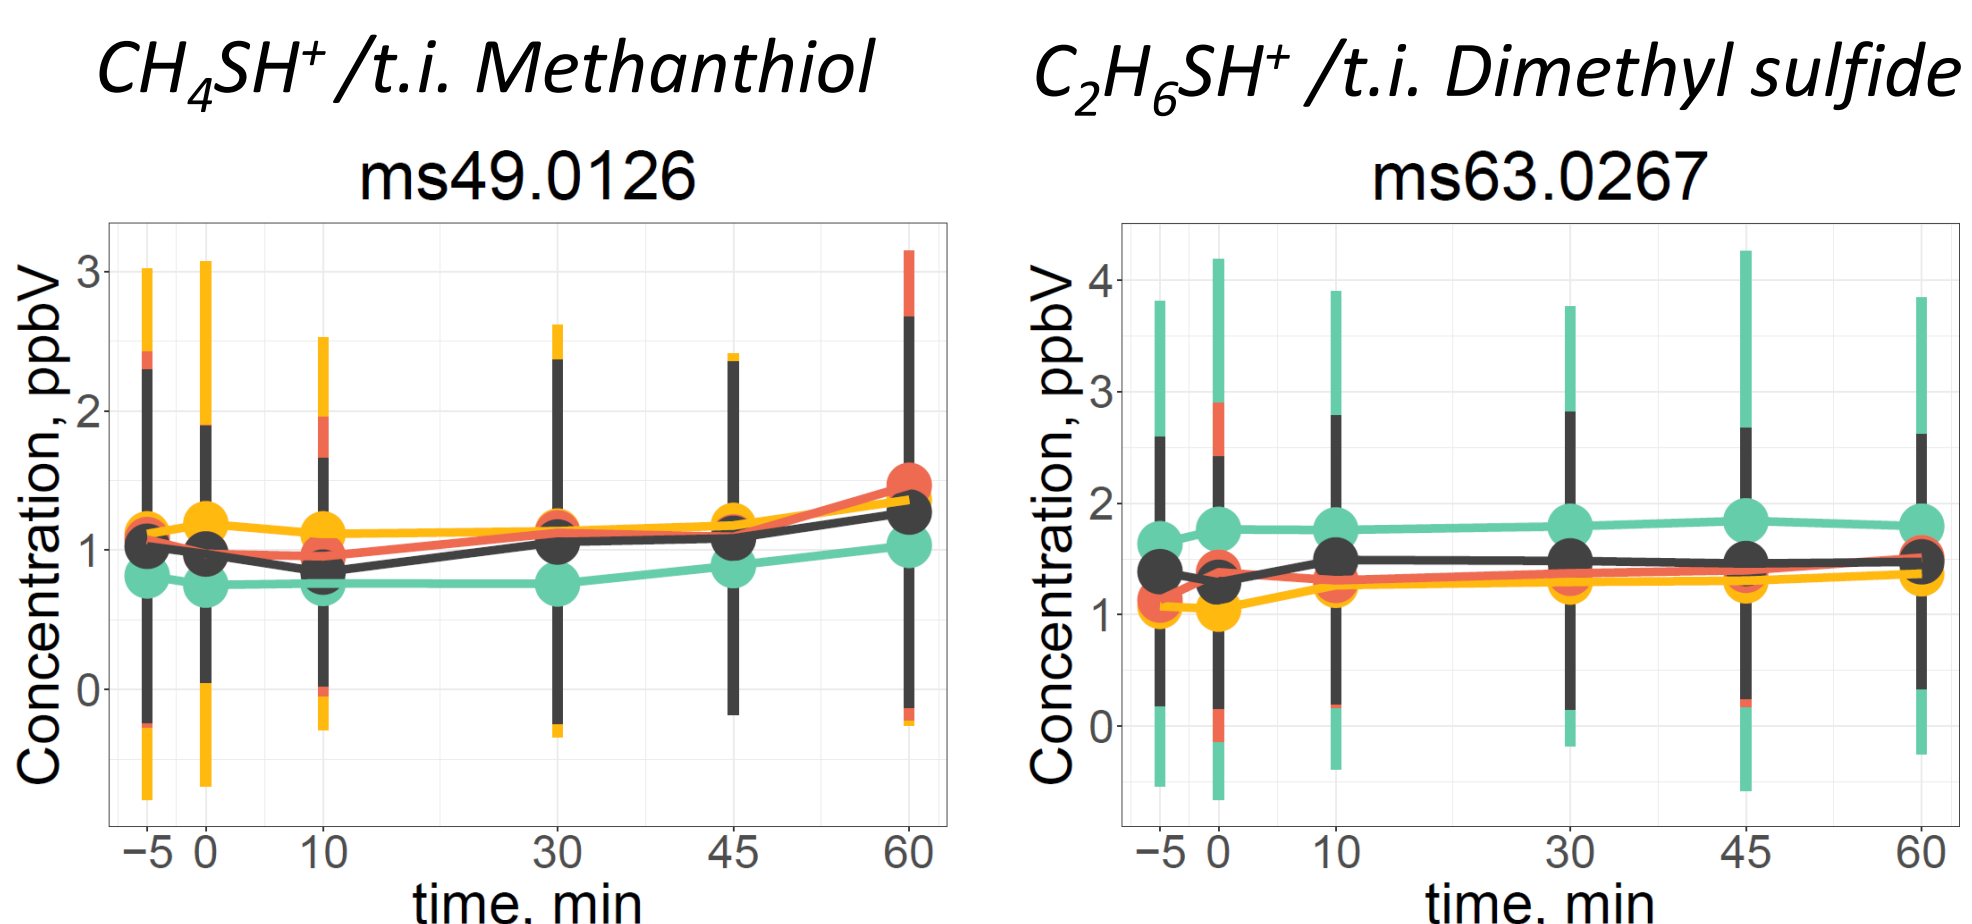 CH4SH+ /t.i. Methanthiol
ms49.0126
Concentration, ppbV
3
2
1
0
−5 0 10 30 45 60
time, min
C2H6SH+ /t.i. Dimethyl sulfide
ms63.0267
Concentration, ppbV
4
3
2
1
0
−5 0 10 30 45 60
time, min